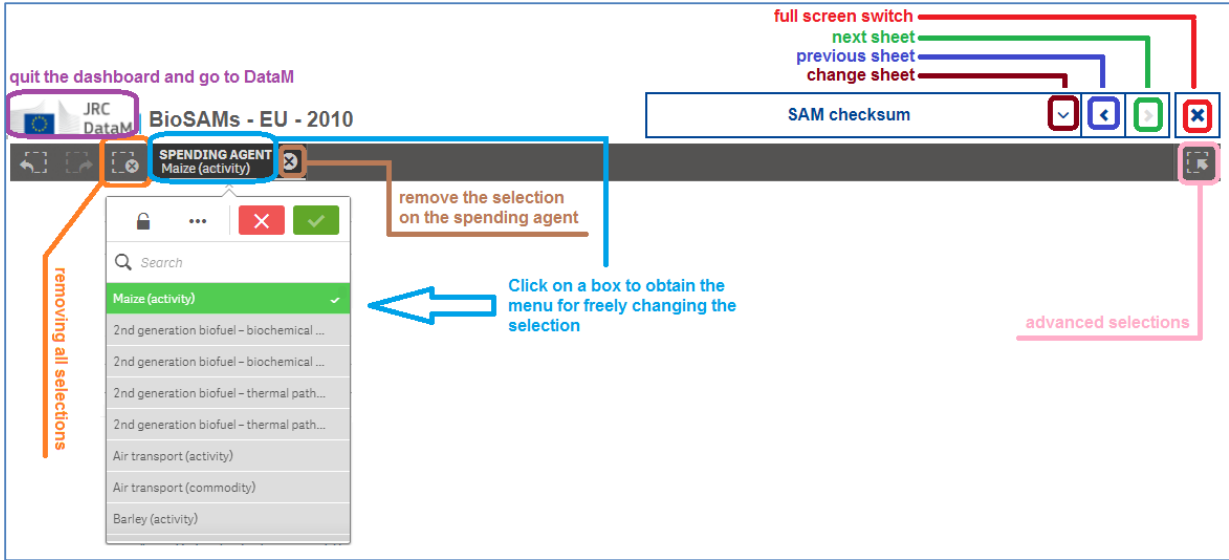 full screen switch
next sheet
previous sheet
change sheet
quit the dashboard and go to DataM
JRC
DataM
BioSAMs - EU - 2010
SAM checksum
SPENDING AGENT
Maize (activity)
remove the selection
on the spending agent
Search
removing all selections
Click on a box to obtain the
menu for freely changing the
selection
advanced selections
Maize (activity)
2nd generation biofuel – biochemical ...
2nd generation biofuel – biochemical ...
2nd generation biofuel – thermal path...
2nd generation biofuel – thermal path...
Air transport (activity)
Air transport (commodity)
Barley (activity)